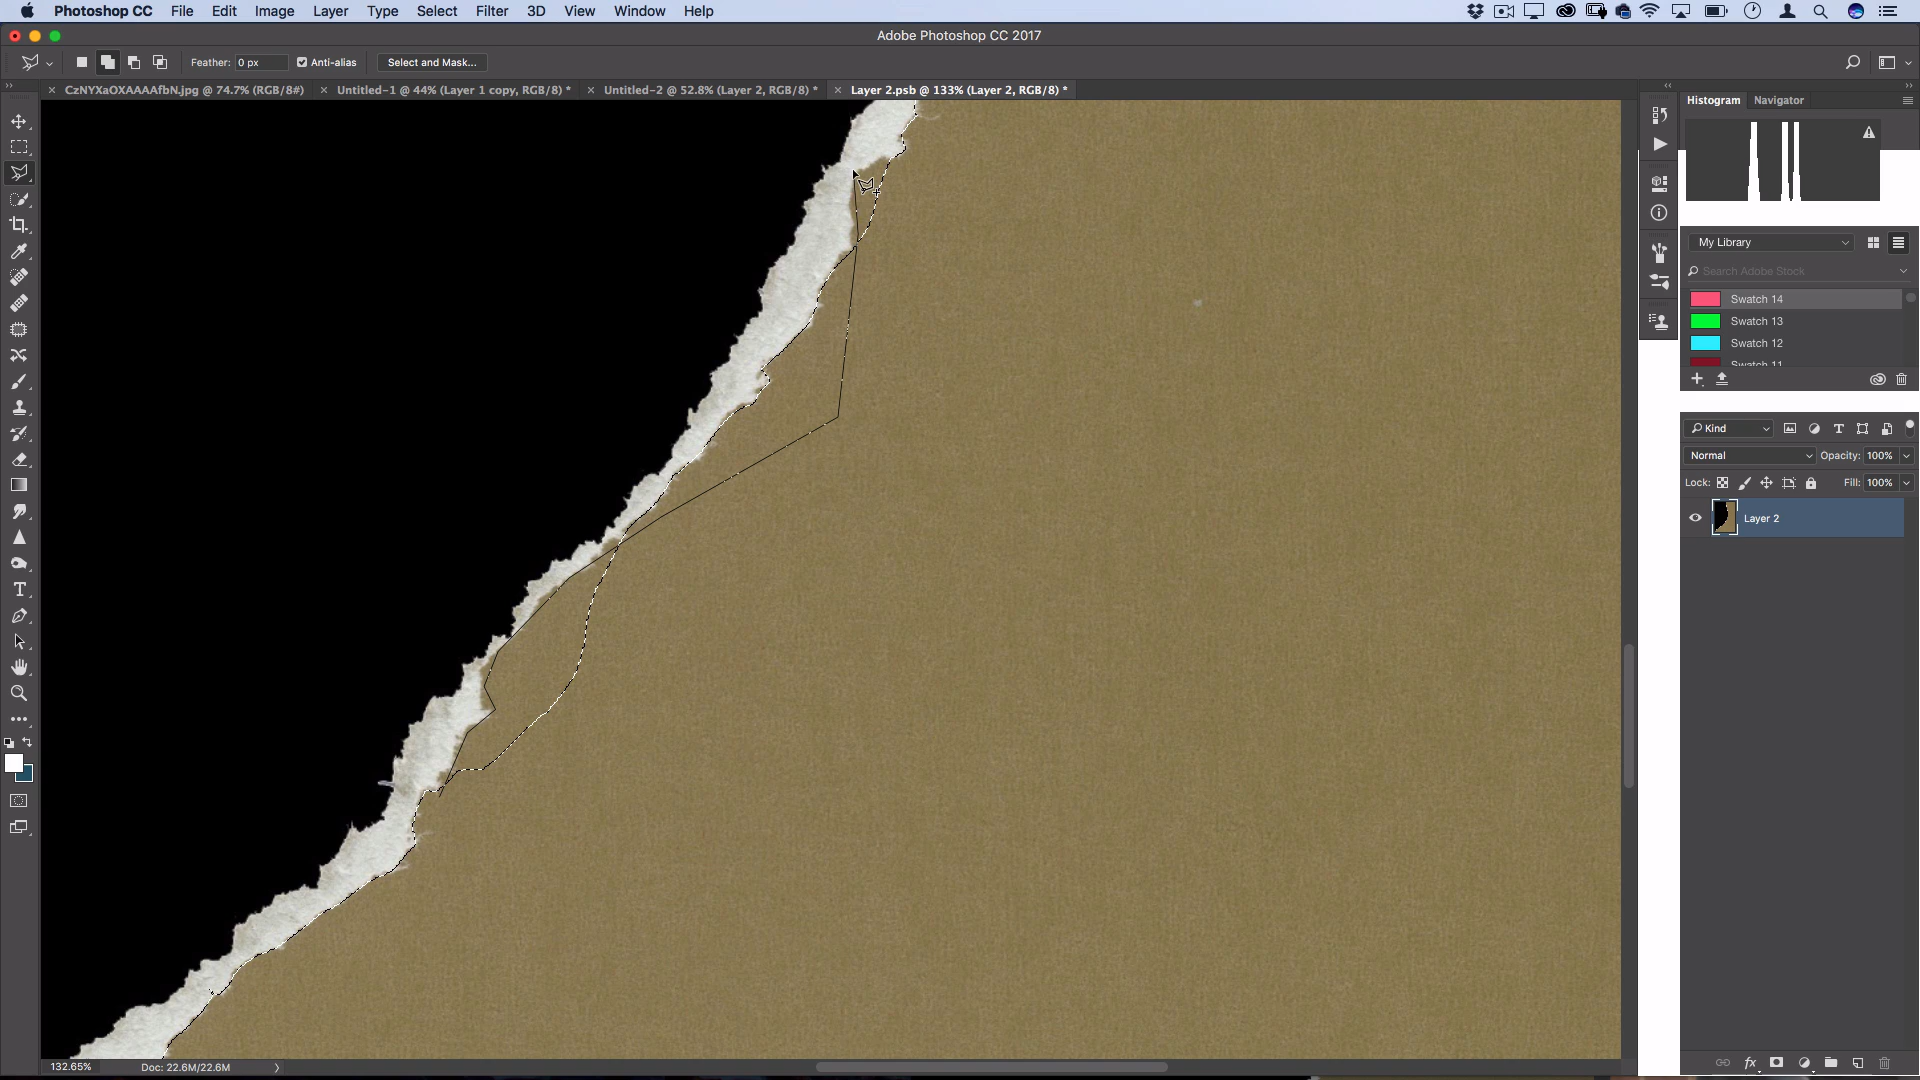 Photoshop CC File Edit Image Layer Type Select Filter 3D View Window Help
Adobe Photoshop CC 2017
Feather: 0 px Anti-alias Select and Mask...
CzNYXaOXAAAAfbN.jpg @ 74.7% (RGB/8#) Untitled-1 @ 44% (Layer 1 copy, RGB/8) * Untitled-2 @ 52.8% (Layer 2, RGB/8) * Layer 2.psb @ 133% (Layer 2, RGB/8) *
Histogram Navigator
My Library
Search Adobe Stock
Swatch 14
Swatch 13
Swatch 12
Swatch 11
Kind
Normal Opacity: 100%
Lock: Fill: 100%
Layer 2
132.65% Doc: 22.6M/22.6M